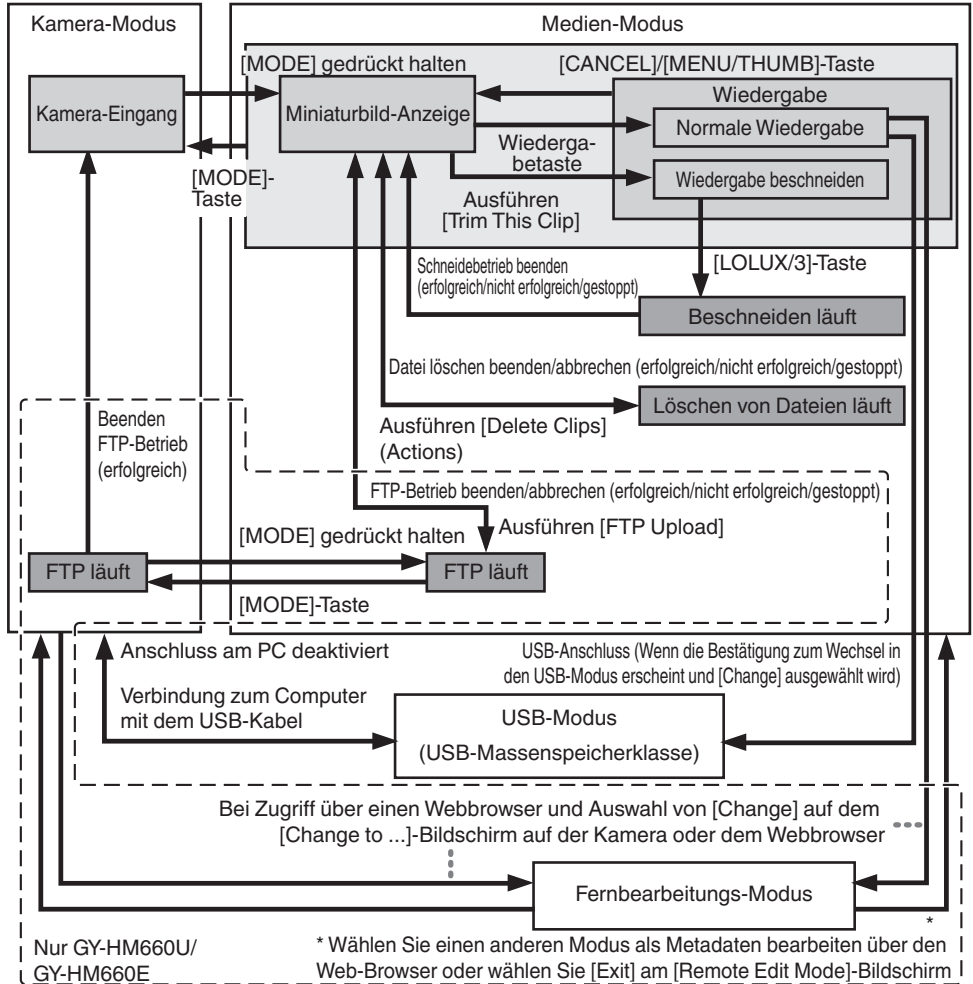 Kamera-Modus
Medien-Modus
[MODE] gedrückt halten
[CANCEL]/[MENU/THUMB]-Taste
Kamera-Eingang
Miniaturbild-Anzeige
Wiedergabe
Normale Wiedergabe
Wiederga-
betaste
Wiedergabe beschneiden
[MODE]-
Taste
Ausführen
[Trim This Clip]
Schneidebetrieb beenden
(erfolgreich/nicht erfolgreich/gestoppt)
[LOLUX/3]-Taste
Beschneiden läuft
Datei löschen beenden/abbrechen (erfolgreich/nicht erfolgreich/gestoppt)
Löschen von Dateien läuft
Ausführen [Delete Clips]
(Actions)
Beenden
FTP-Betrieb
(erfolgreich)
FTP-Betrieb beenden/abbrechen (erfolgreich/nicht erfolgreich/gestoppt)
Ausführen [FTP Upload]
[MODE] gedrückt halten
FTP läuft
FTP läuft
[MODE]-Taste
Anschluss am PC deaktiviert
USB-Anschluss (Wenn die Bestätigung zum Wechsel in
den USB-Modus erscheint und [Change] ausgewählt wird)
Verbindung zum Computer
mit dem USB-Kabel
USB-Modus
(USB-Massenspeicherklasse)
Bei Zugriff über einen Webbrowser und Auswahl von [Change] auf dem
[Change to ...]-Bildschirm auf der Kamera oder dem Webbrowser
Fernbearbeitungs-Modus
*
Nur GY-HM660U/
GY-HM660E
* Wählen Sie einen anderen Modus als Metadaten bearbeiten über den
Web-Browser oder wählen Sie [Exit] am [Remote Edit Mode]-Bildschirm